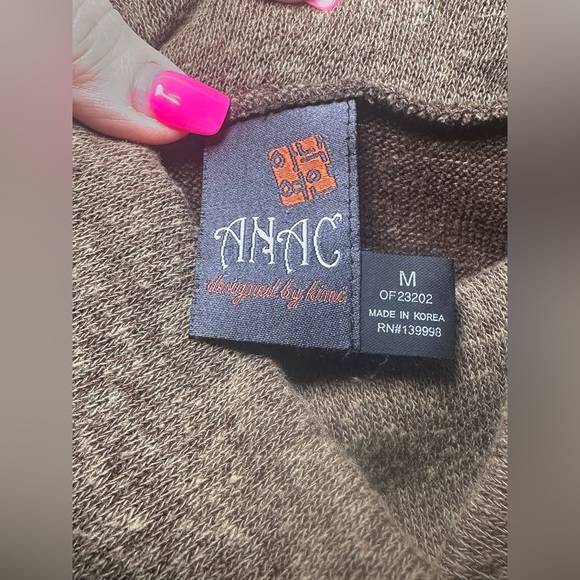 ANAC
designed by kimi
M
OF23202
MADE IN KOREA
RN#139998